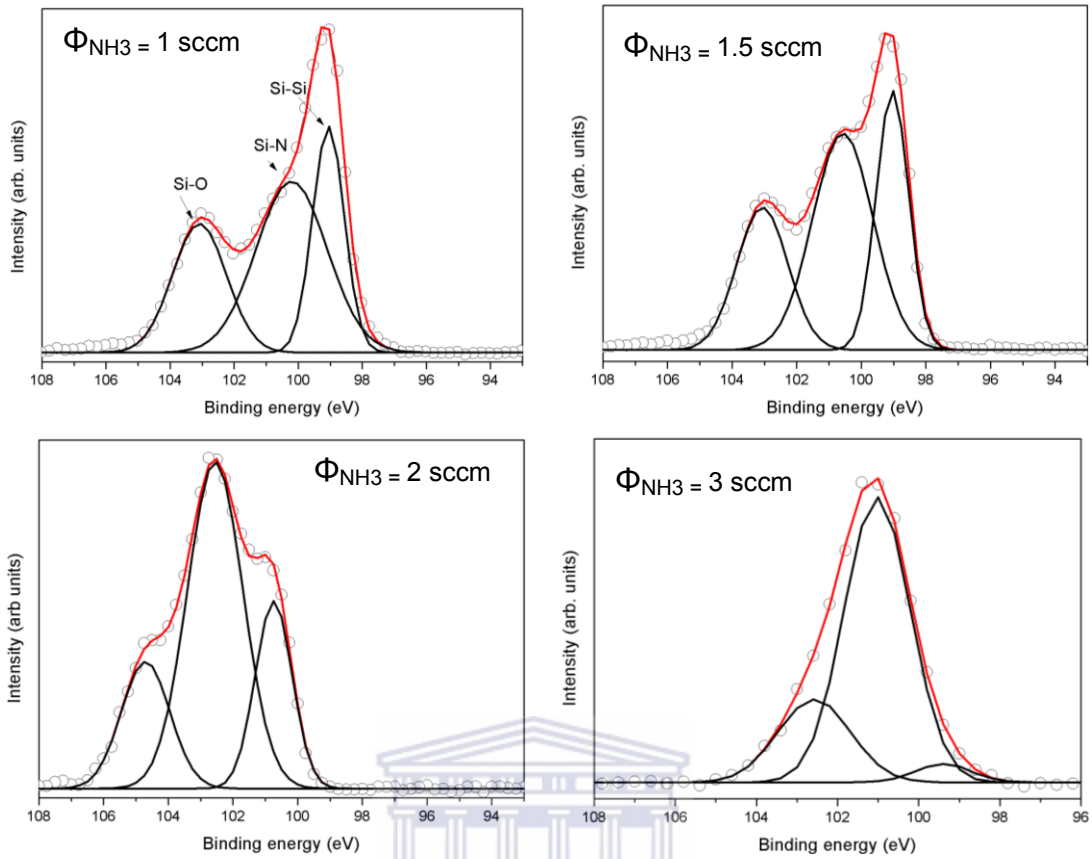 ΦNH3 = 1 sccm
Si-Si
Si-N
Si-O
Intensity (arb. units)
108 106 104 102 100 98 96 94
Binding energy (eV)
ΦNH3 = 1.5 sccm
Intensity (arb. units)
108 106 104 102 100 98 96 94
Binding energy (eV)
ΦNH3 = 2 sccm
Intensity (arb units)
108 106 104 102 100 98 96 94
Binding energy (eV)
ΦNH3 = 3 sccm
Intensity (arb. units)
108 106 104 102 100 98 96
Binding energy (eV)